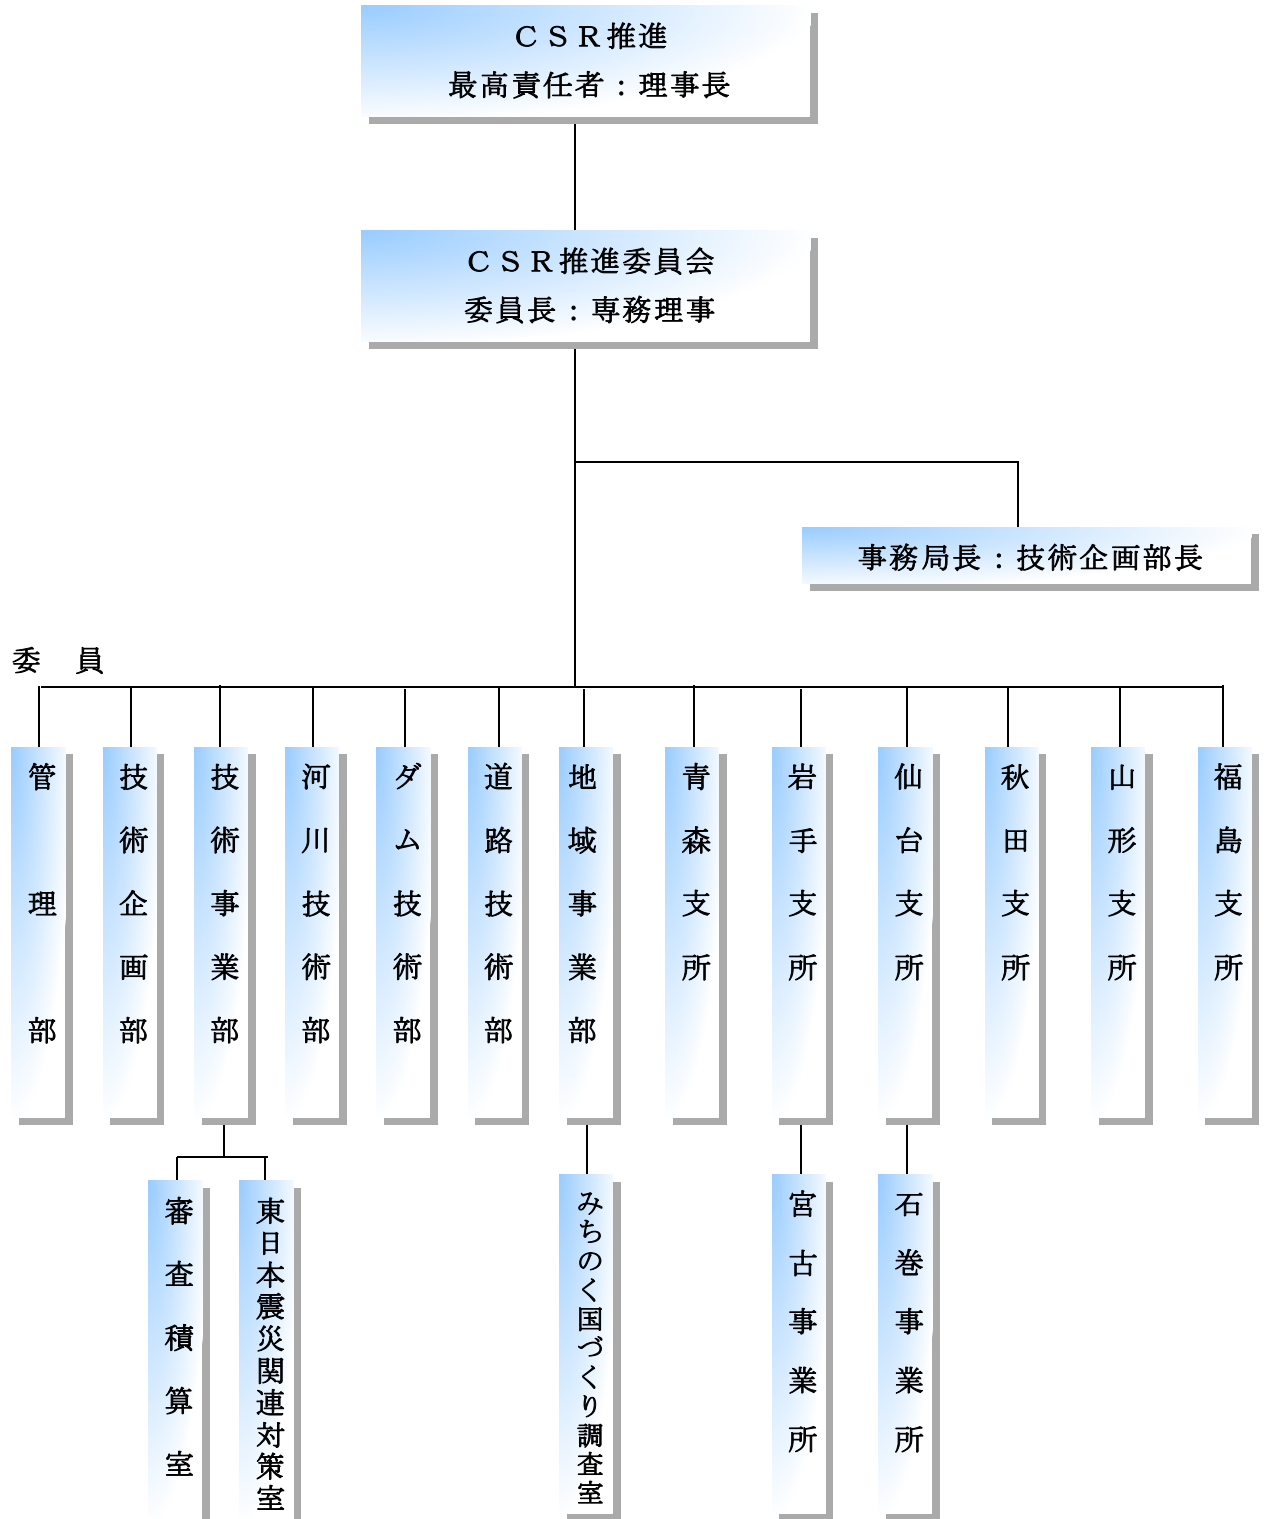 ＣＳＲ推進
最高責任者：理事長
ＣＳＲ推進委員会
委員長：専務理事
事務局長：技術企画部長
委　員
管理部
技術企画部
技術事業部
河川技術部
ダム技術部
道路技術部
地域事業部
青森支所
岩手支所
仙台支所
秋田支所
山形支所
福島支所
審査積算室
東日本震災関連対策室
みちのく国づくり調査室
宮古事業所
石巻事業所